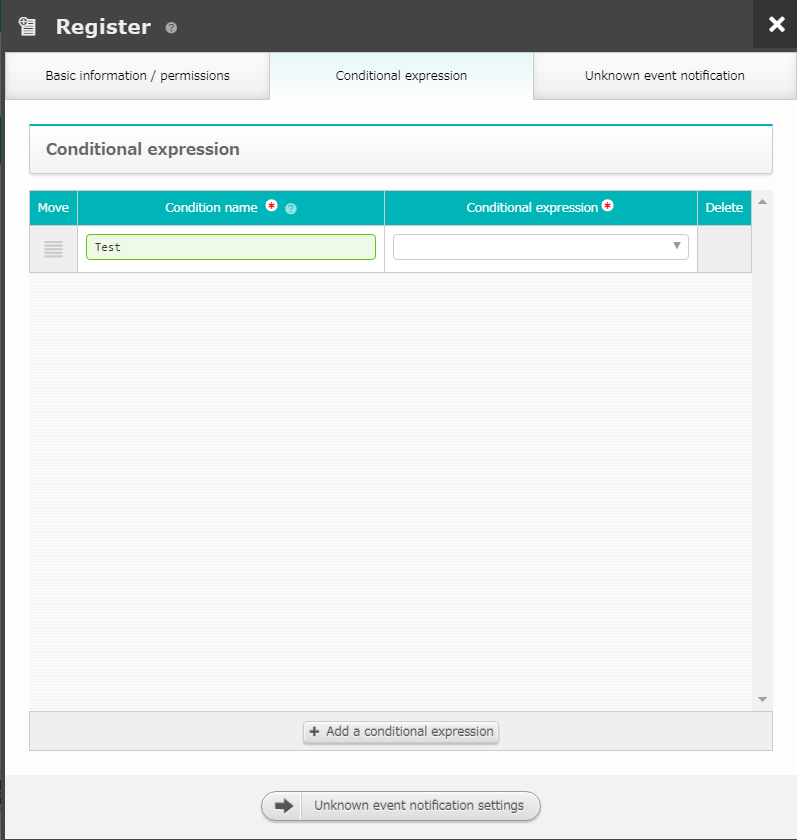 Register
Basic information / permissions
Conditional expression
Unknown event notification
Conditional expression
Move
Condition name
Conditional expression
Delete
Test
+ Add a conditional expression
Unknown event notification settings